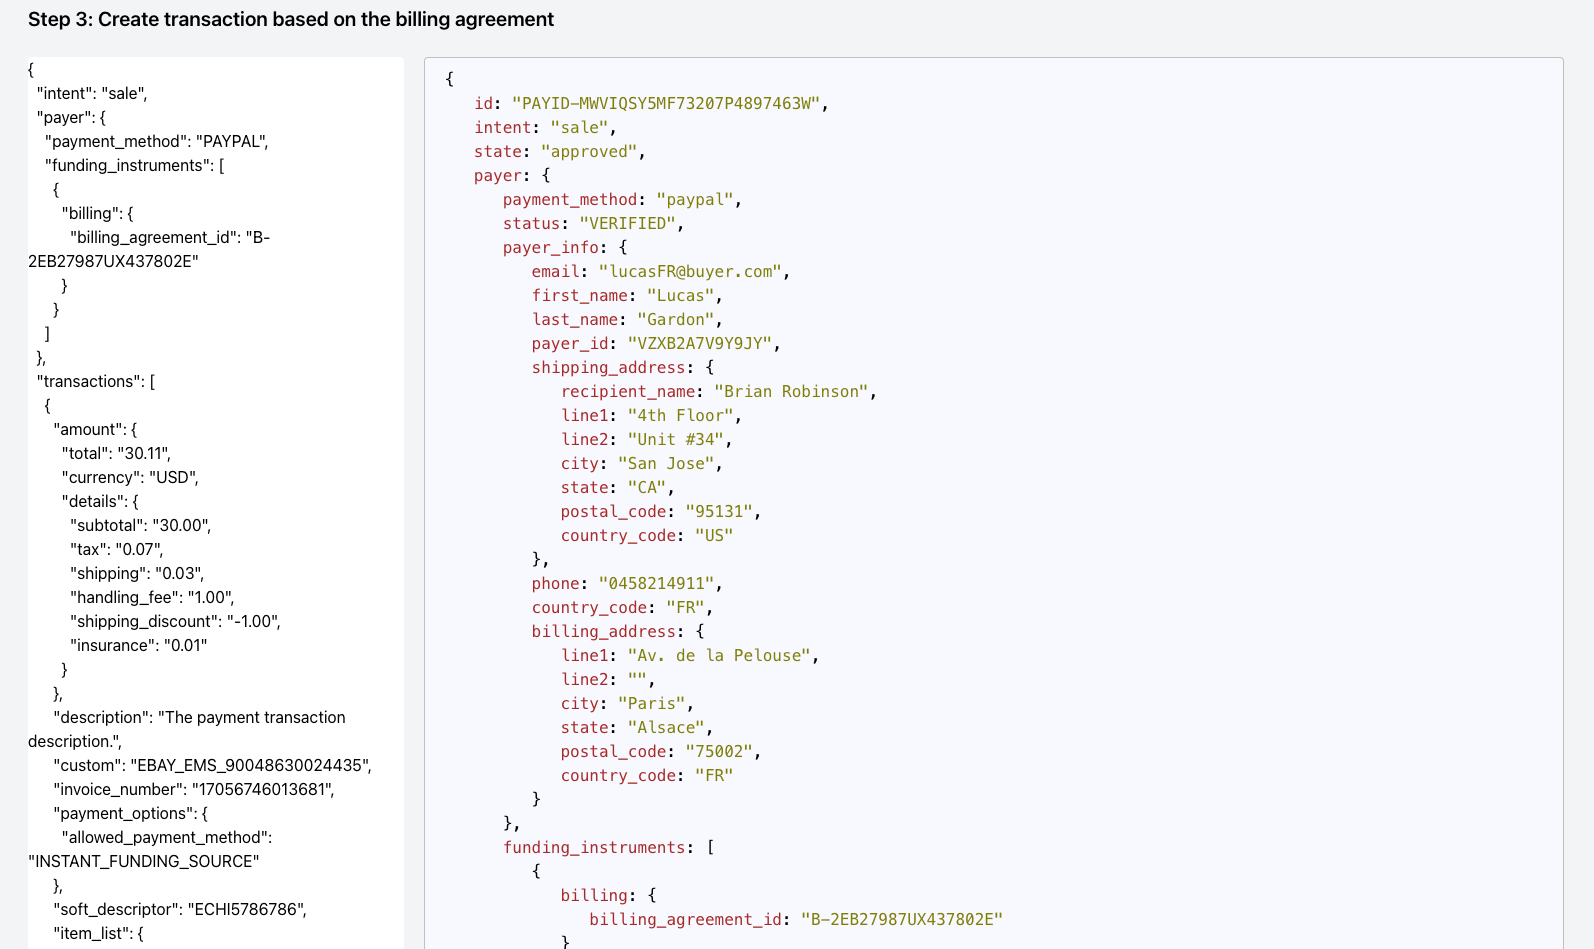 Step 3: Create transaction based on the billing agreement
{
"intent": "sale",
"payer": {
"payment_method": "PAYPAL",
"funding_instruments": [
{
"billing": {
"billing_agreement_id": "B-
2EB27987UX437802E"
}
}
]
},
"transactions": [
{
"amount": {
"total": "30.11",
"currency": "USD",
"details": {
"subtotal": "30.00",
"tax": "0.07",
"shipping": "0.03",
"handling_fee": "1.00",
"shipping_discount": "-1.00",
"insurance": "0.01"
}
},
"description": "The payment transaction
description.",
"custom": "EBAY_EMS_90048630024435",
"invoice_number": "17056746013681",
"payment_options": {
"allowed_payment_method":
"INSTANT_FUNDING_SOURCE"
},
"soft_descriptor": "ECHI5786786",
"item_list": {
{
id: "PAYID-MWVIQSY5MF73207P4897463W",
intent: "sale",
state: "approved",
payer: {
payment_method: "paypal",
status: "VERIFIED",
payer_info: {
email: "lucasFR@buyer.com",
first_name: "Lucas",
last_name: "Gardon",
payer_id: "VZXB2A7V9Y9JY",
shipping_address: {
recipient_name: "Brian Robinson",
line1: "4th Floor",
line2: "Unit #34",
city: "San Jose",
state: "CA",
postal_code: "95131",
country_code: "US"
},
phone: "0458214911",
country_code: "FR",
billing_address: {
line1: "Av. de la Pelouse",
line2: "",
city: "Paris",
state: "Alsace",
postal_code: "75002",
country_code: "FR"
}
},
funding_instruments: [
{
billing: {
billing_agreement_id: "B-2EB27987UX437802E"
}